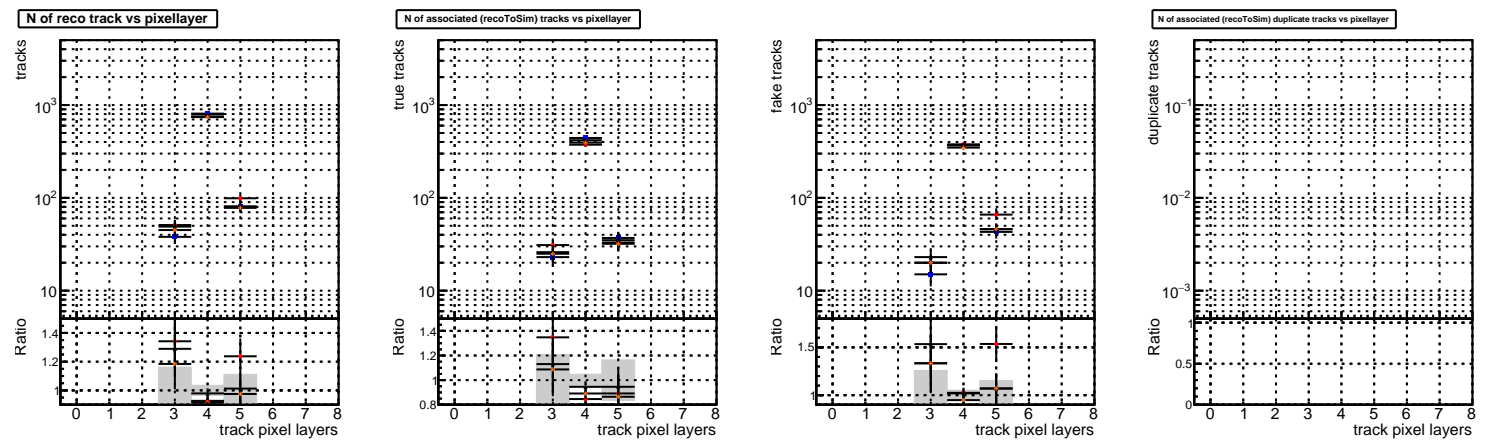 N of reco track vs pixellayer
tracks
10³
10²
10
Ratio
1.4
1.2
1
0 1 2 3 4 5 6 7 8
track pixel layers
N of associated (recoToSim) tracks vs pixellayer
true tracks
10³
10²
10
Ratio
1.4
1.2
1
0.8
0 1 2 3 4 5 6 7 8
track pixel layers
fake tracks
10³
10²
10
Ratio
1.5
1
0 1 2 3 4 5 6 7 8
track pixel layers
N of associated (recoToSim) duplicate tracks vs pixellayer
duplicate tracks
10⁻¹
10⁻²
10⁻³
Ratio
1
0.5
0
0 1 2 3 4 5 6 7 8
track pixel layers